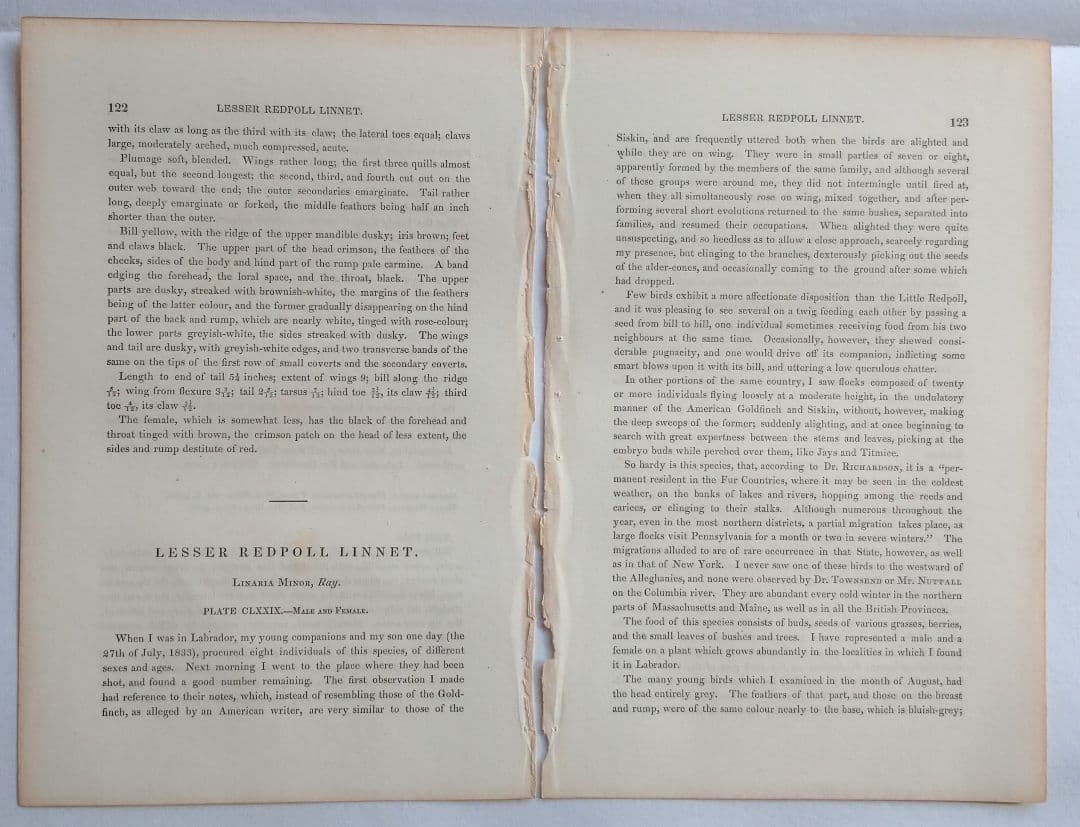 122
LESSER REDPOLL LINNET.
with its claw as long as the third with its claw; the lateral toes equal; claws
large, moderately arched, much compressed, acute.
Plumage soft, blended. Wings rather long; the first three quills almost
equal, but the second longest; the second, third, and fourth cut out on the
outer web toward the end; the outer secondaries emarginate. Tail rather
long, deeply emarginate or forked, the middle feathers being half an inch
shorter than the outer.
Bill yellow, with the ridge of the upper mandible dusky; iris brown; feet
and claws black. The upper part of the head crimson, the feathers of the
cheeks, sides of the body and hind part of the rump pale carmine. A band
edging the forehead, the loral space, and the throat, black. The upper
parts are dusky, streaked with brownish-white, the margins of the feathers
being of the latter colour, and the former gradually disappearing on the hind
part of the back and rump, which are nearly white, tinged with rose-colour;
the lower parts greyish-white, the sides streaked with dusky. The wings
and tail are dusky, with greyish-white edges, and two transverse bands of the
same on the tips of the first row of small coverts and the secondary coverts.
Length to end of tail 5¼ inches; extent of wings 9; bill along the ridge
wing from flexure tail tarsus hind toe its claw third
toe its claw
The female, which is somewhat less, has the black of the forehead and
throat tinged with brown, the crimson patch on the head of less extent, the
sides and rump destitute of red.
LESSER REDPOLL LINNET.
LINARIA MINOR, Ray.
PLATE CLXXIX.—MALE AND FEMALE.
When I was in Labrador, my young companions and my son one day (the
27th of July, 1833), procured eight individuals of this species, of different
sexes and ages. Next morning I went to the place where they had been
shot, and found a good number remaining. The first observation I made
had reference to their notes, which, instead of resembling those of the Gold-
finch, as alleged by an American writer, are very similar to those of the
LESSER REDPOLL LINNET.
123
Siskin, and are frequently uttered both when the birds are alighted and
while they are on wing. They were in small parties of seven or eight,
apparently formed by the members of the same family, and although several
of these groups were around me, they did not intermingle until fired at,
when they all simultaneously rose on wing, mixed together, and after per-
forming several short evolutions returned to the same bushes, separated into
families, and resumed their occupations. When alighted they were quite
unsuspecting, and so heedless as to allow a close approach, scarcely regarding
my presence, but clinging to the branches, dexterously picking out the seeds
of the alder-cones, and occasionally coming to the ground after some which
had dropped.
Few birds exhibit a more affectionate disposition than the Little Redpoll,
and it was pleasing to see several on a twig feeding each other by passing a
seed from bill to bill, one individual sometimes receiving food from his two
neighbours at the same time. Occasionally, however, they shewed consi-
derable pugnacity, and one would drive off its companion, inflicting some
smart blows upon it with its bill, and uttering a low querulous chatter.
In other portions of the same country, I saw flocks composed of twenty
or more individuals flying loosely at a moderate height, in the undulatory
manner of the American Goldfinch and Siskin, without, however, making
the deep sweeps of the former; suddenly alighting, and at once beginning to
search with great expertness between the stems and leaves, picking at the
embryo buds while perched over them, like Jays and Titmice.
So hardy is this species, that, according to Dr. RICHARDSON, it is a "per-
manent resident in the Fur Countries, where it may be seen in the coldest
weather, on the banks of lakes and rivers, hopping among the reeds and
carices, or clinging to their stalks. Although numerous throughout the
year, even in the most northern districts, a partial migration takes place, as
large flocks visit Pennsylvania for a month or two in severe winters." The
migrations alluded to are of rare occurrence in that State, however, as well
as in that of New York. I never saw one of these birds to the westward of
the Alleghanies, and none were observed by Dr. TOWNSEND or Mr. NUTTALL
on the Columbia river. They are abundant every cold winter in the northern
parts of Massachusetts and Maine, as well as in all the British Provinces.
The food of this species consists of buds, seeds of various grasses, berries,
and the small leaves of bushes and trees. I have represented a male and a
female on a plant which grows abundantly in the localities in which I found
it in Labrador.
The many young birds which I examined in the month of August, had
the head entirely grey. The feathers of that part, and those on the breast
and rump, were of the same colour nearly to the base, which is bluish-grey;